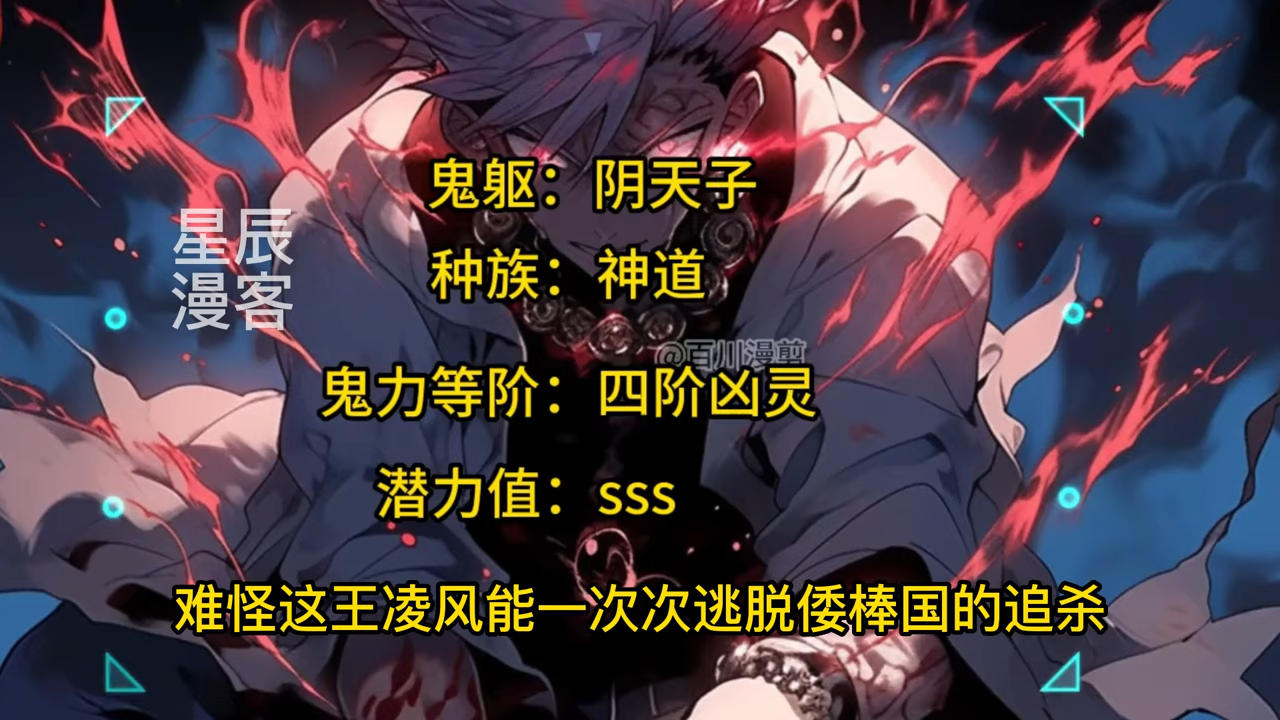 鬼躯：阴天子
星辰
漫客
种族：神道
@百川漫剪
鬼力等阶：四阶凶灵
潜力值：sss
难怪这王凌风能一次次逃脱倭棒国的追杀